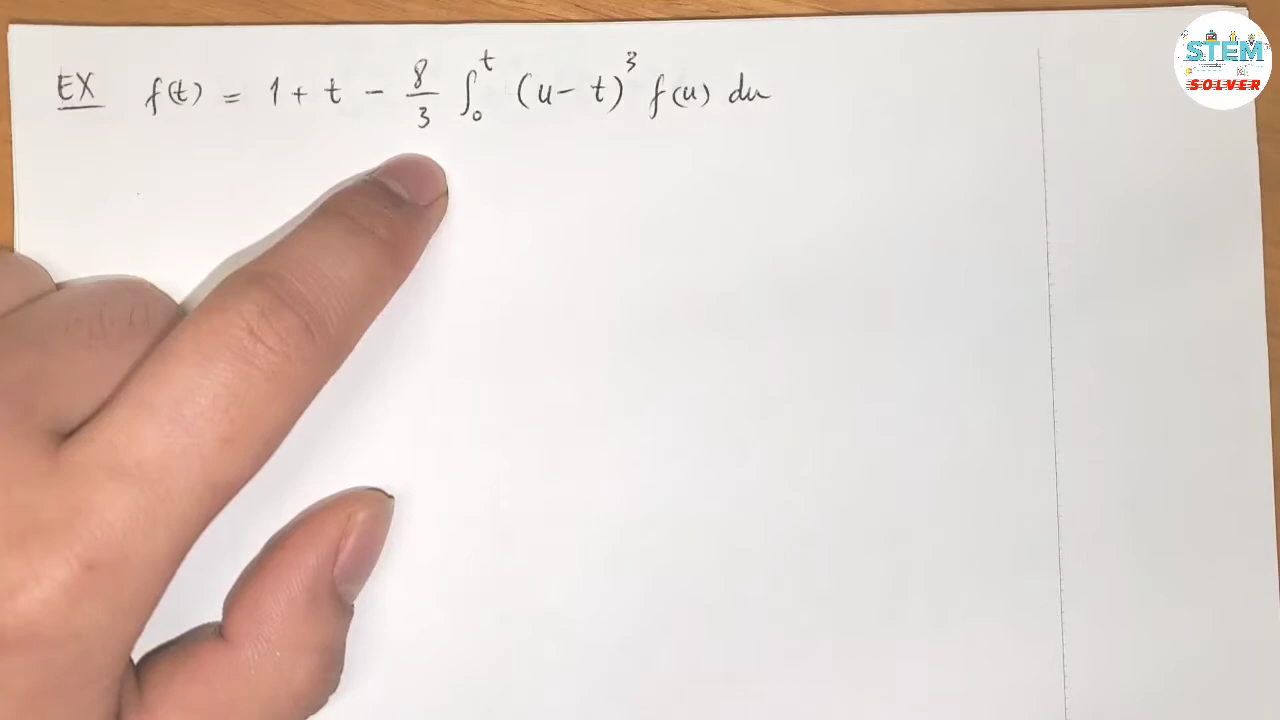 EX f(t) = 1 + t - 8/3 ∫₀ᵗ (u - t)³ f(u) du
STEM
SOLVER